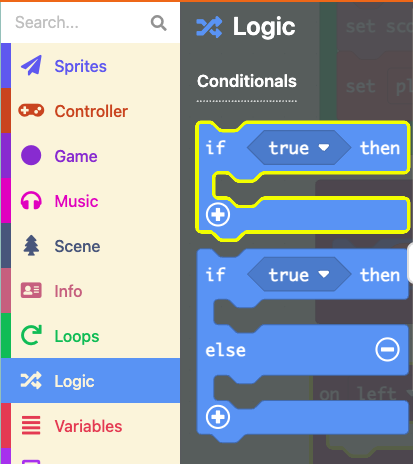 Search...
Sprites
Controller
Game
Music
Scene
Info
Loops
Logic
Variables
Logic
Conditionals
if true then
if true then
else
set sco
set pl
on left